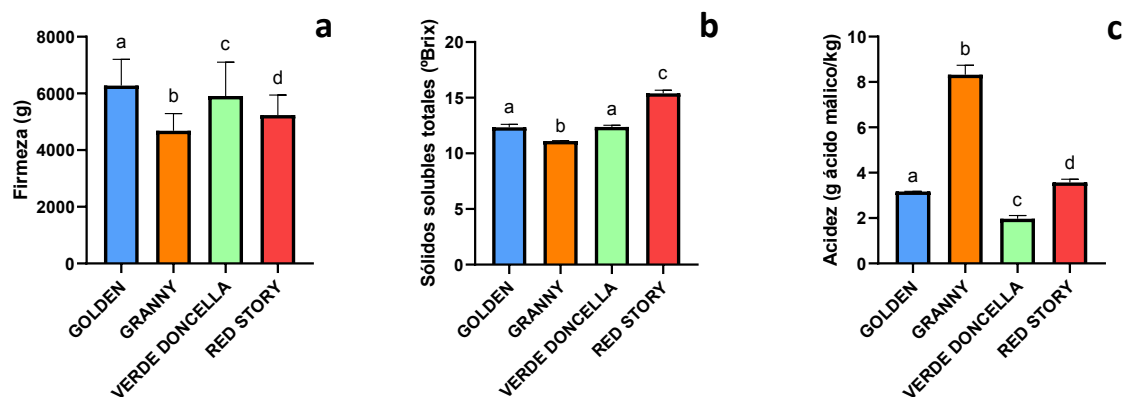 a
Firmeza (g)
8000
6000
4000
2000
0
a
b
c
d
GOLDEN
GRANNY
VERDE DONCELLA
RED STORY
b
Sólidos solubles totales (ºBrix)
20
15
10
5
0
a
b
a
c
GOLDEN
GRANNY
VERDE DONCELLA
RED STORY
c
Acidez (g ácido málico/kg)
10
8
6
4
2
0
a
b
c
d
GOLDEN
GRANNY
VERDE DONCELLA
RED STORY